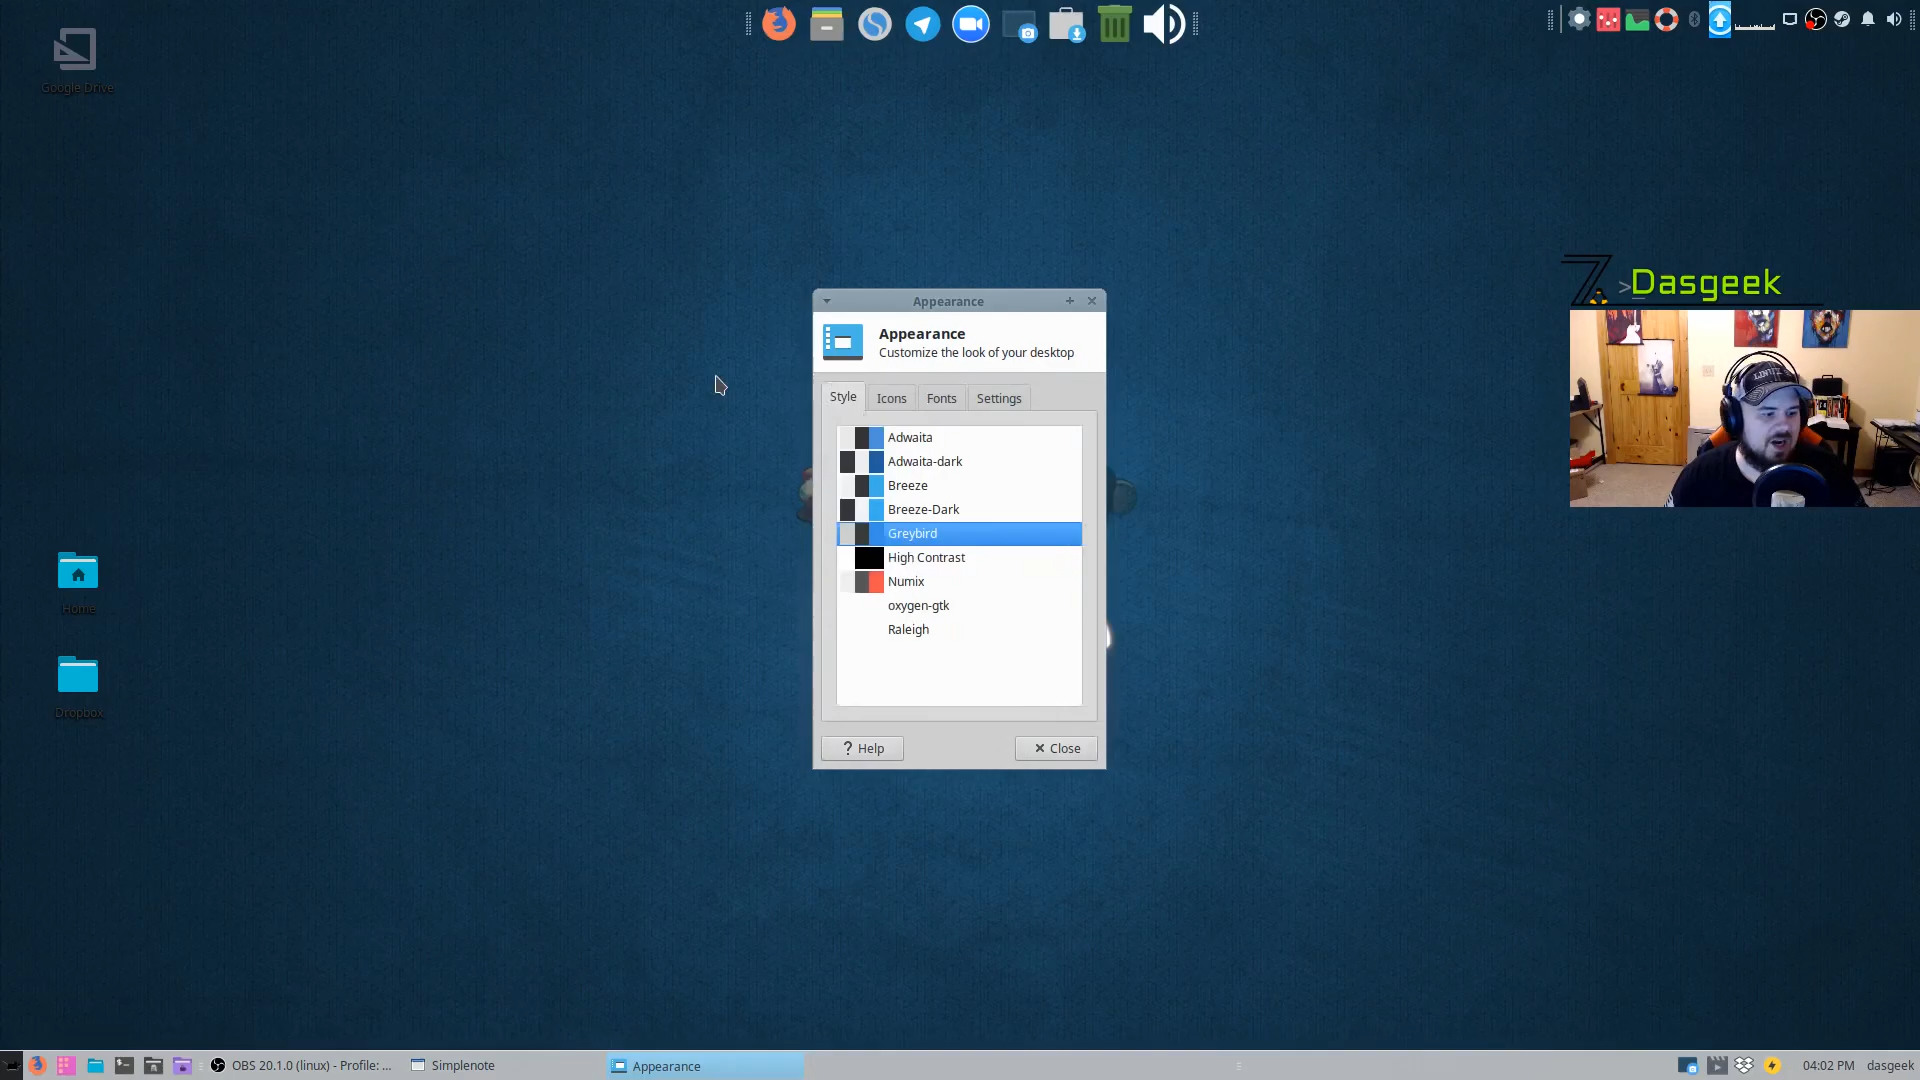 Google Drive
>_Dasgeek
Appearance
Appearance
Customize the look of your desktop
Style Icons Fonts Settings
Adwaita
Adwaita-dark
Breeze
Breeze-Dark
Greybird
High Contrast
Numix
oxygen-gtk
Raleigh
? Help
Close
Home
Dropbox
OBS 20.1.0 (linux) - Profile: ...
Simplenote
Appearance
04:02 PM
dasgeek